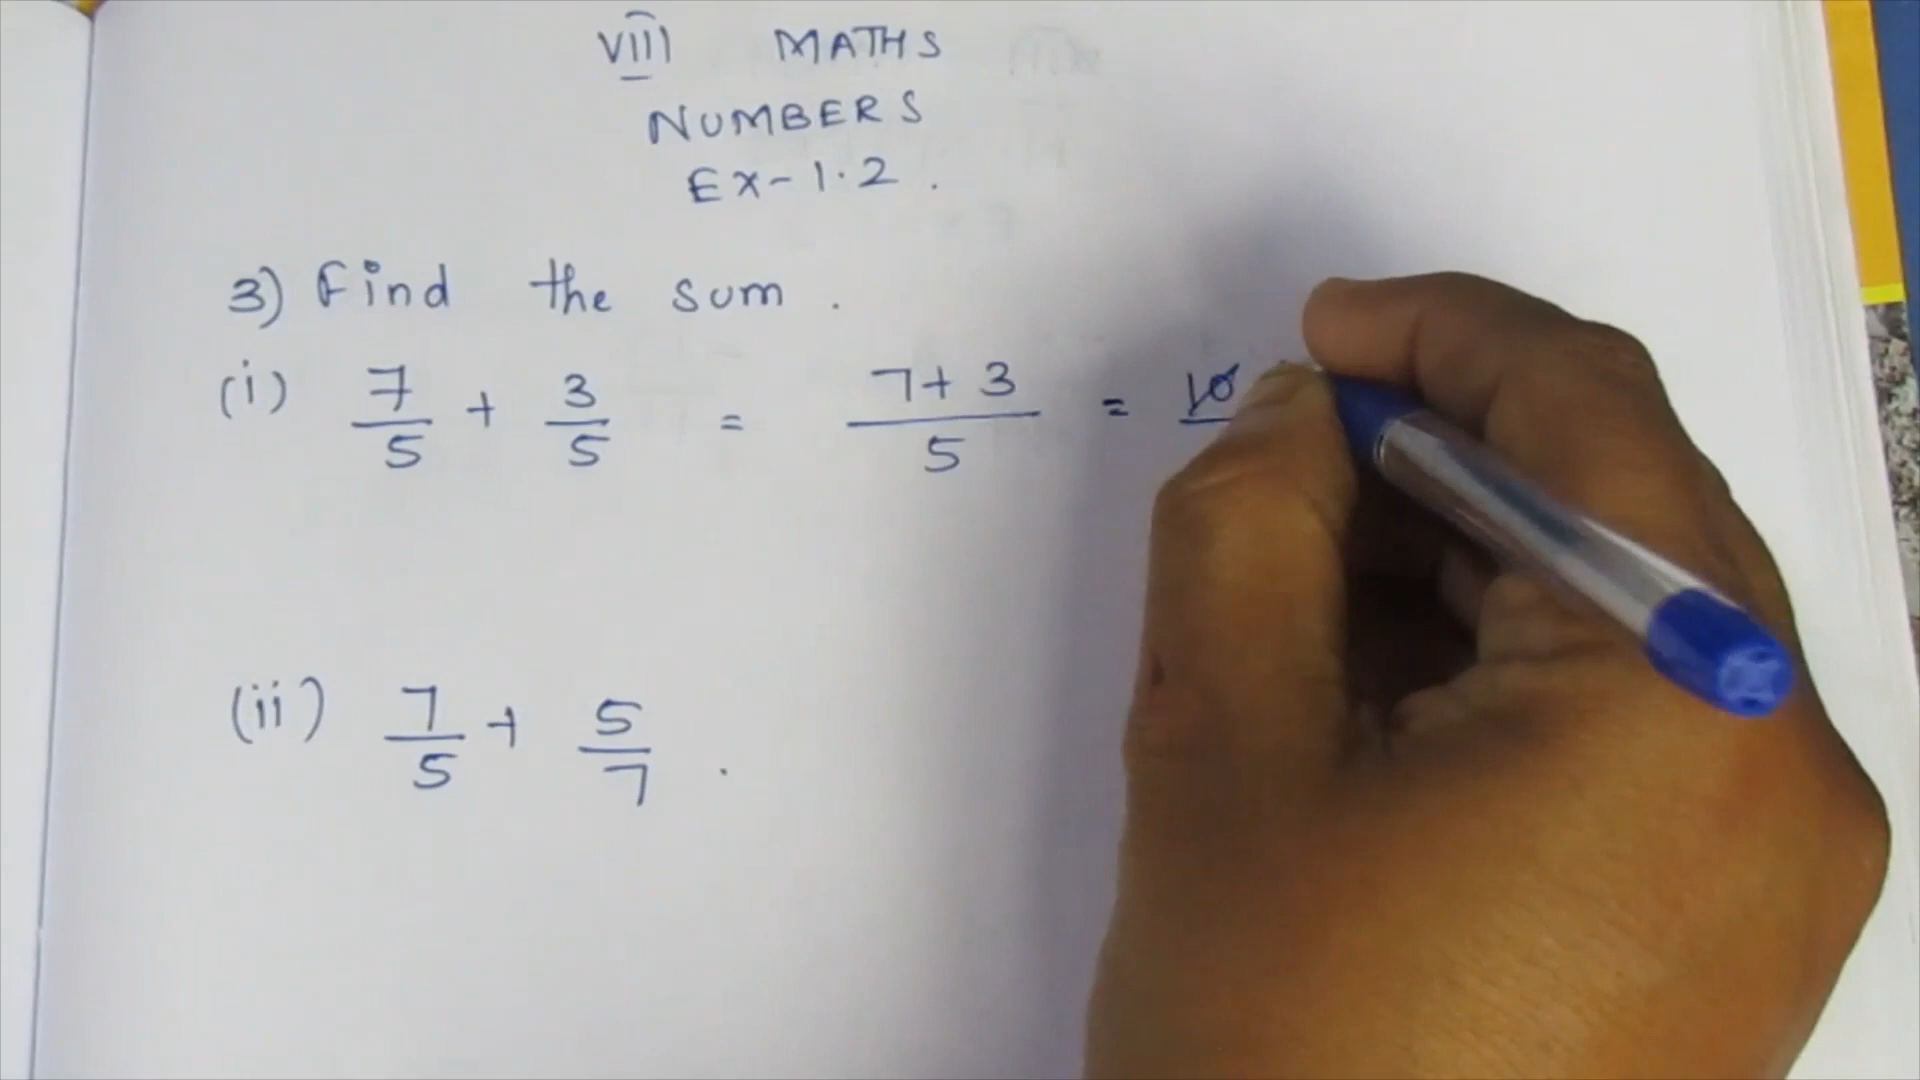 VIII MATHS
NUMBERS
Ex-1.2.
3) Find the sum.
(i) 7/5 + 3/5 = 7+3/5 = 10
(ii) 7/5 + 5/7.